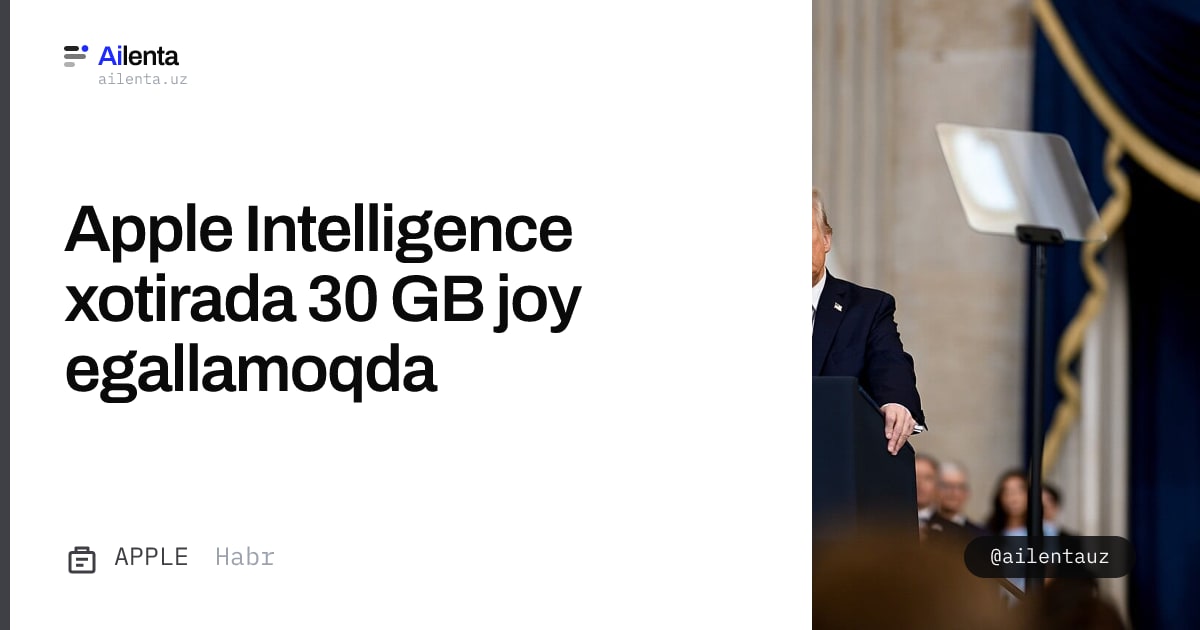 Ailenta
ailenta.uz
Apple Intelligence
xotirada 30 GB joy
egallamoqda
APPLE Habr
@ailentauz